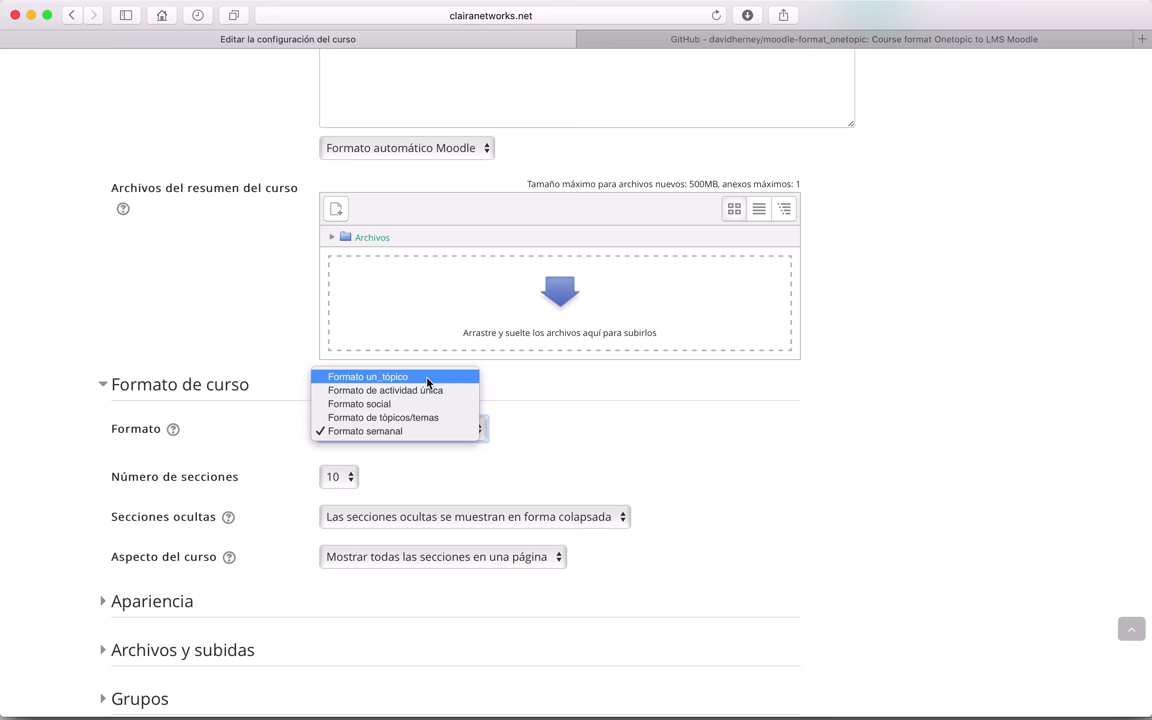 clairanetworks.net
Editar la configuración del curso
GitHub - davidherney/moodle-format_onetopic: Course format Onetopic to LMS Moodle
Formato automático Moodle
Archivos del resumen del curso
Tamaño máximo para archivos nuevos: 500MB, anexos máximos: 1
Archivos
Arrastre y suelte los archivos aquí para subirlos
Formato de curso
Formato un_tópico
Formato de actividad única
Formato social
Formato de tópicos/temas
✓ Formato semanal
Formato
Número de secciones
10
Secciones ocultas
Las secciones ocultas se muestran en forma colapsada
Aspecto del curso
Mostrar todas las secciones en una página
Apariencia
Archivos y subidas
Grupos